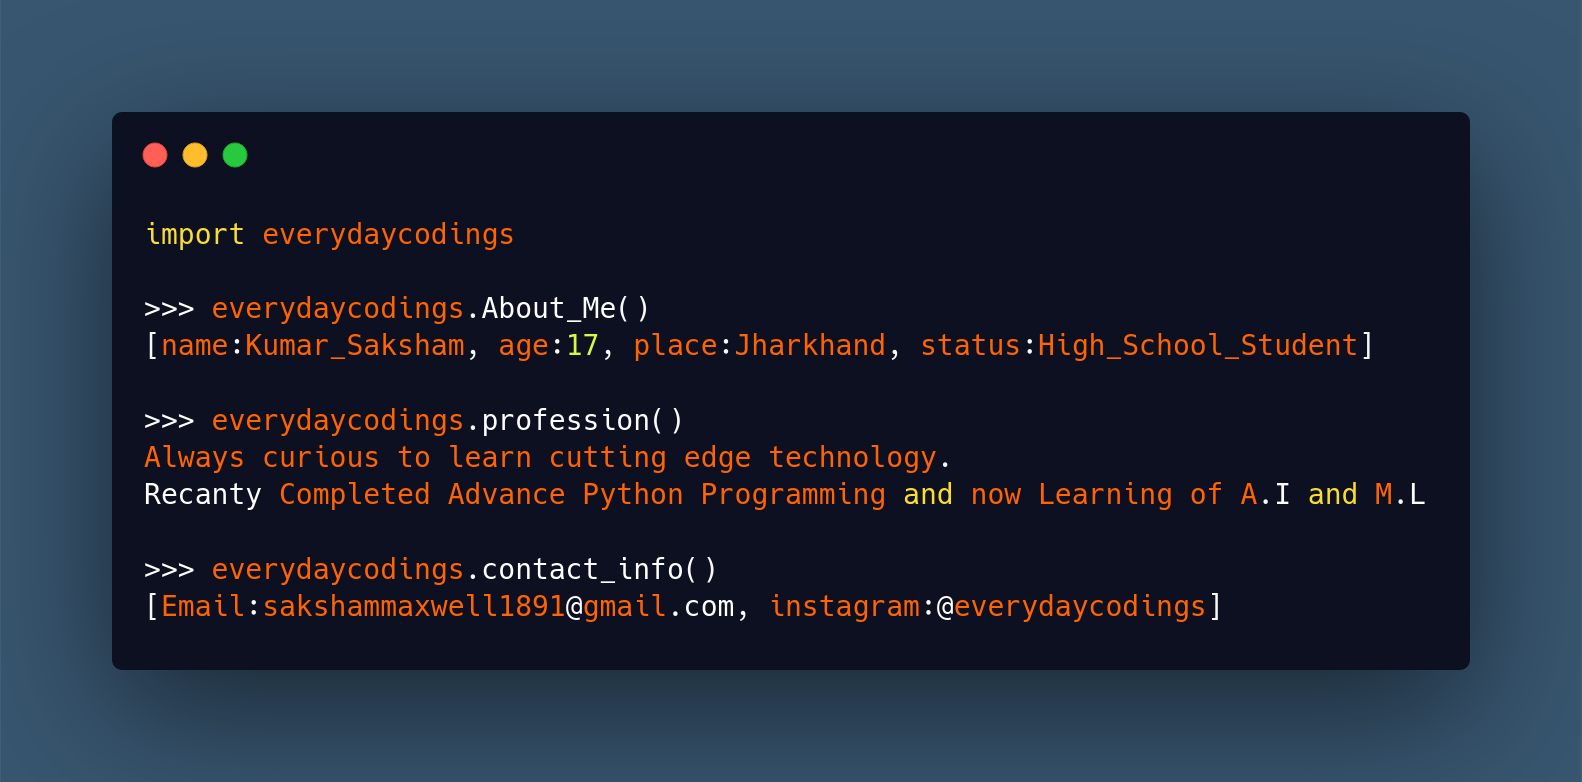 import everydaycodings
>>> everydaycodings.About_Me()
[name:Kumar_Saksham, age:17, place:Jharkhand, status:High_School_Student]
>>> everydaycodings.profession()
Always curious to learn cutting edge technology.
Recanty Completed Advance Python Programming and now Learning of A.I and M.L
>>> everydaycodings.contact_info()
[Email:sakshammaxwell1891@gmail.com, instagram:@everydaycodings]